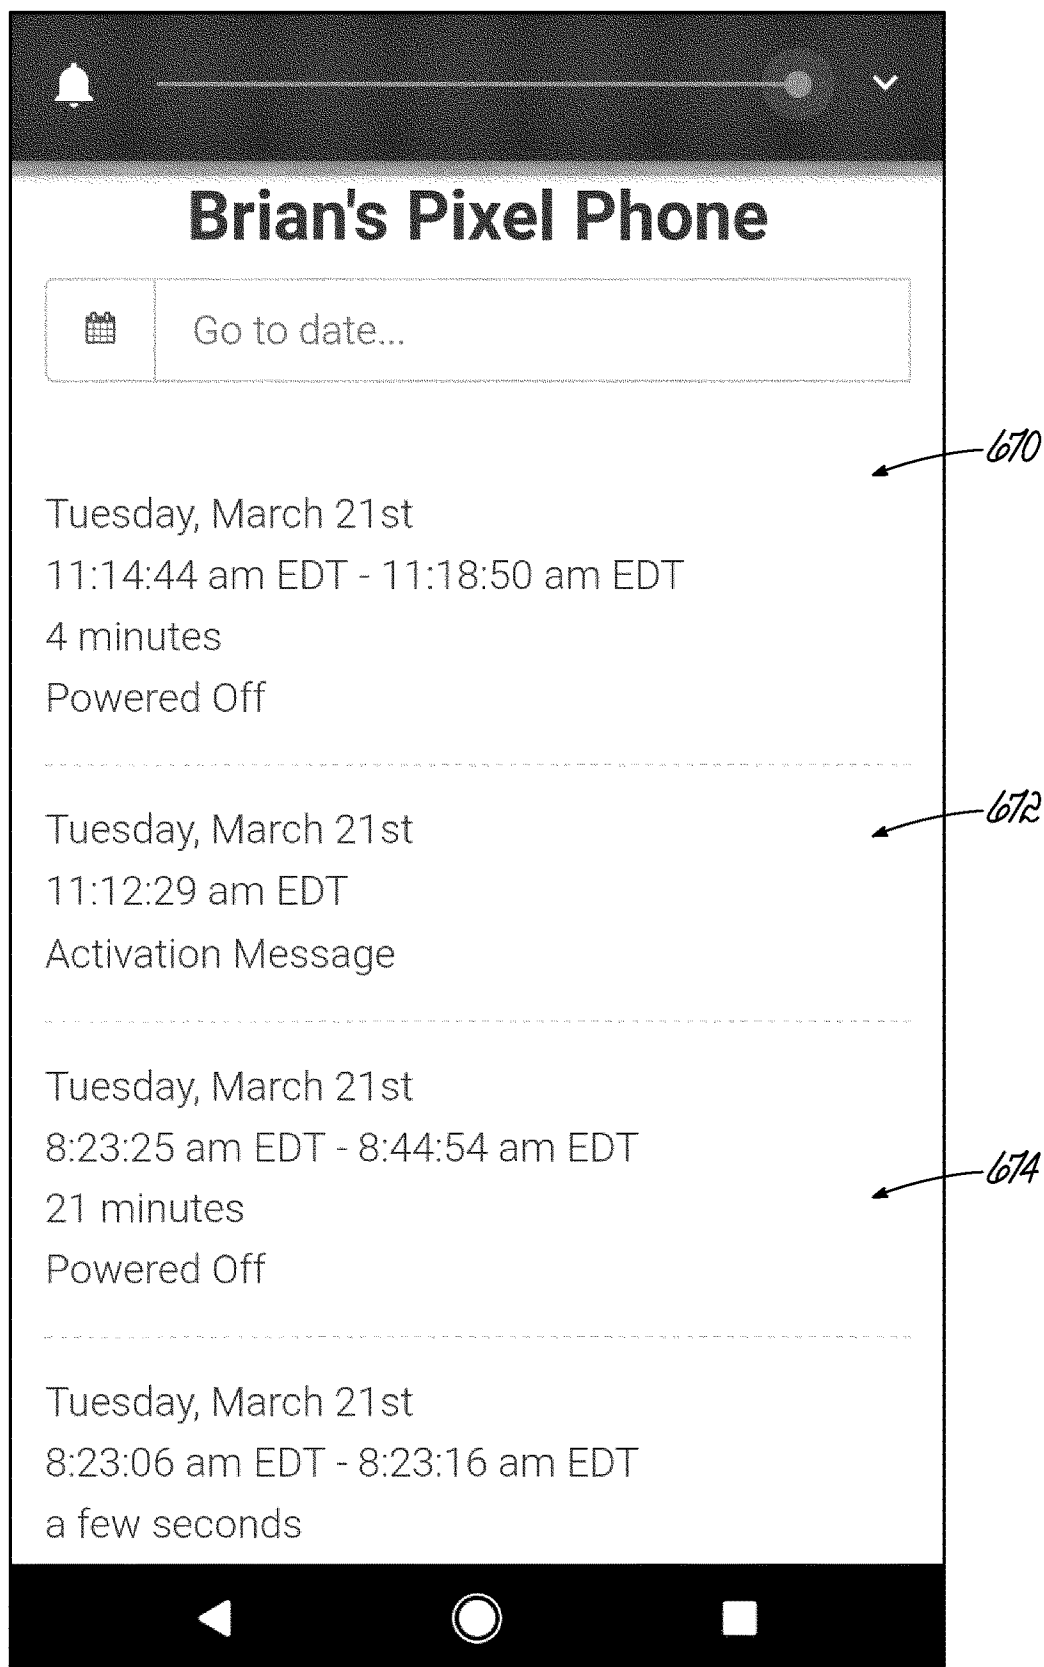 Brian's Pixel Phone
Go to date...
670
Tuesday, March 21st
11:14:44 am EDT - 11:18:50 am EDT
4 minutes
Powered Off
672
Tuesday, March 21st
11:12:29 am EDT
Activation Message
Tuesday, March 21st
8:23:25 am EDT - 8:44:54 am EDT
674
21 minutes
Powered Off
Tuesday, March 21st
8:23:06 am EDT - 8:23:16 am EDT
a few seconds